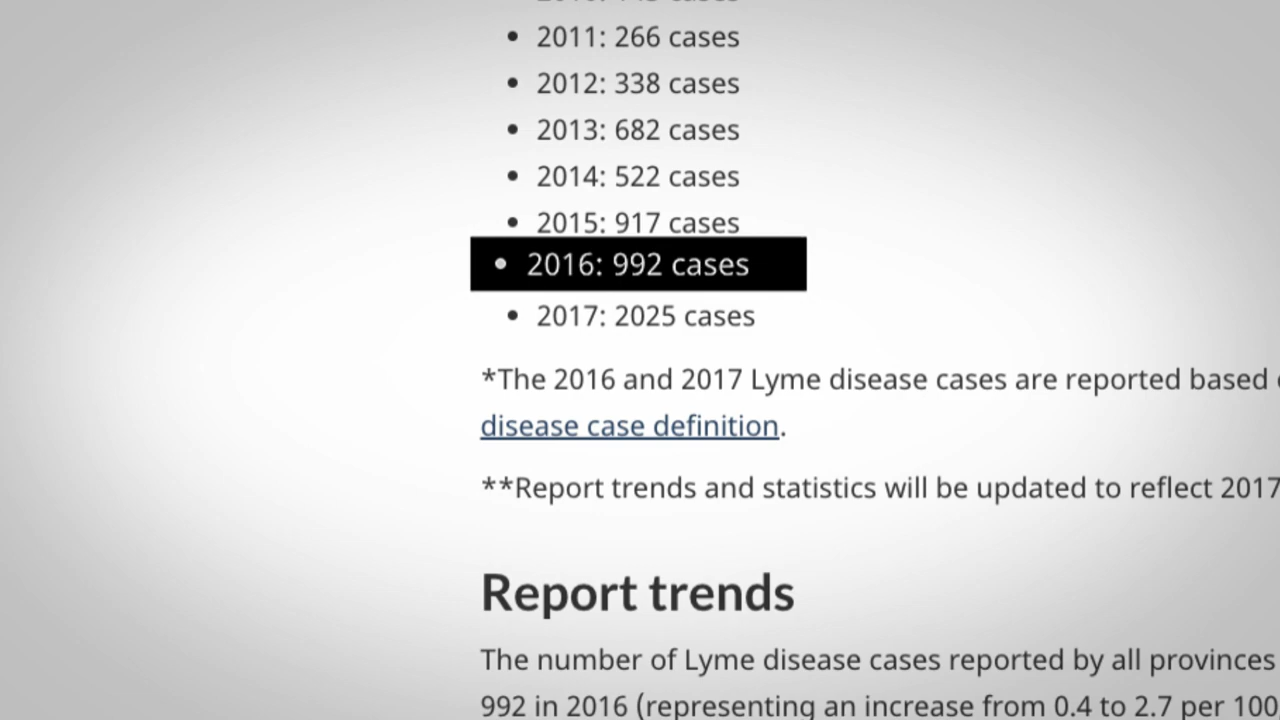 • 2011: 266 cases
• 2012: 338 cases
• 2013: 682 cases
• 2014: 522 cases
• 2015: 917 cases
• 2016: 992 cases
• 2017: 2025 cases
*The 2016 and 2017 Lyme disease cases are reported based
disease case definition.
**Report trends and statistics will be updated to reflect 2017
Report trends
The number of Lyme disease cases reported by all provinces
992 in 2016 (representing an increase from 0.4 to 2.7 per 100